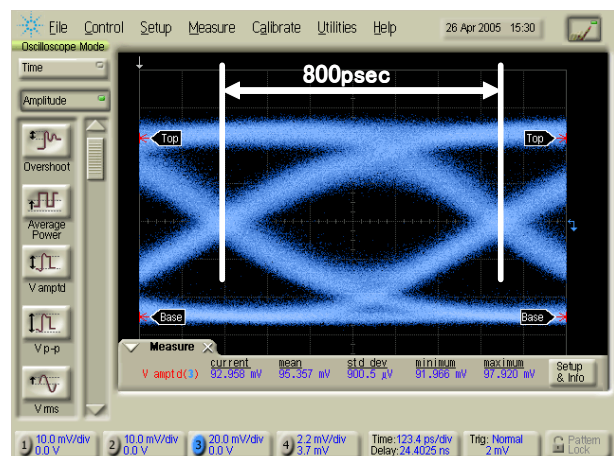 File Control Setup Measure Calibrate Utilities Help 26 Apr 2005 15:30
Oscilloscope Mode
Time
Amplitude
800psec
Top Top
Overshoot
Average
Power
V amptd
Base Base
V p-p
V rms
Measure
current mean std dev minimum maximum
V amptd(3) 92.958 mV 95.357 mV 900.5 µV 91.966 mV 97.920 mV
Setup
& Info
1) 10.0 mV/div
0.0 V
2) 10.0 mV/div
0.0 V
3) 20.0 mV/div
0.0 V
4) 2.2 mV/div
3.7 mV
Time:123.4 ps/div
Delay:24.4025 ns
Trig: Normal
2 mV
Pattern
Lock